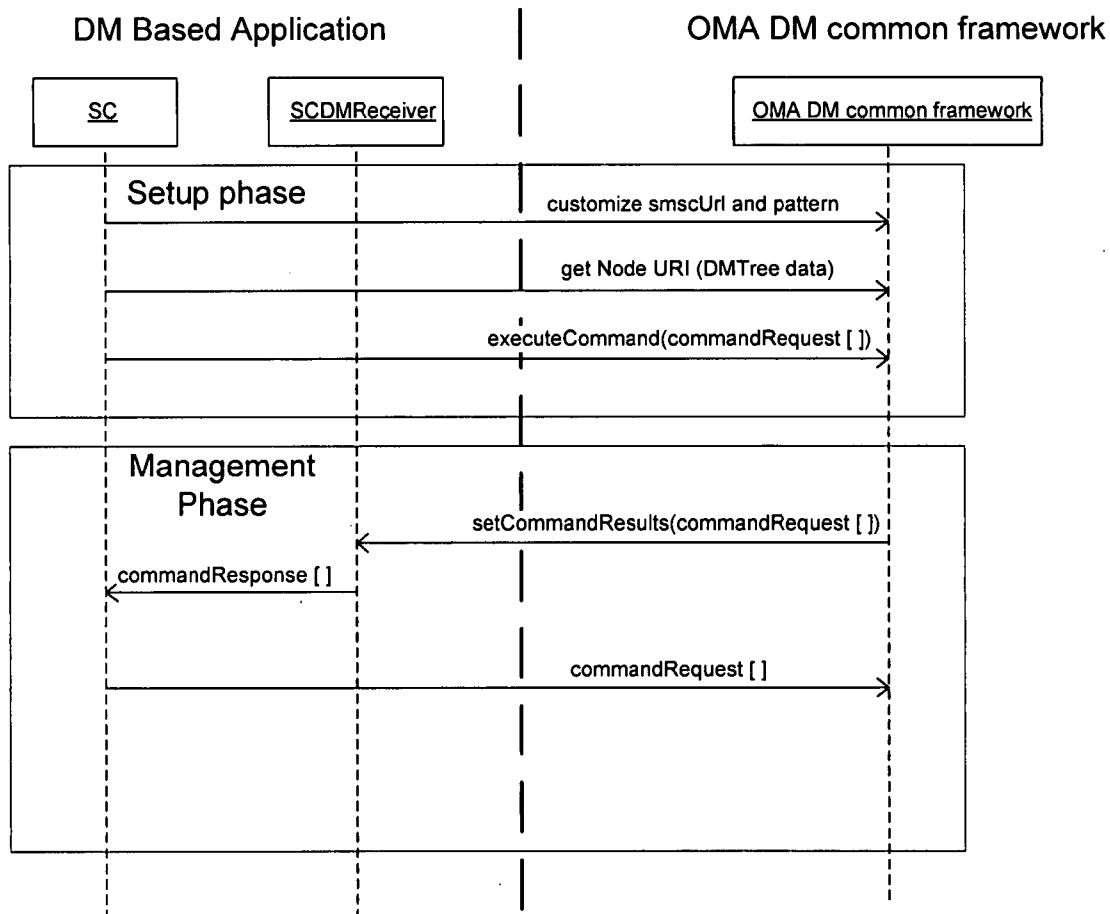 DM Based Application
OMA DM common framework
SC
SCDMReceiver
OMA DM common framework
Setup phase
customize smscUrl and pattern
get Node URI (DMTree data)
executeCommand(commandRequest [ ])
Management
Phase
setCommandResults(commandRequest [ ])
commandResponse [ ]
commandRequest [ ]